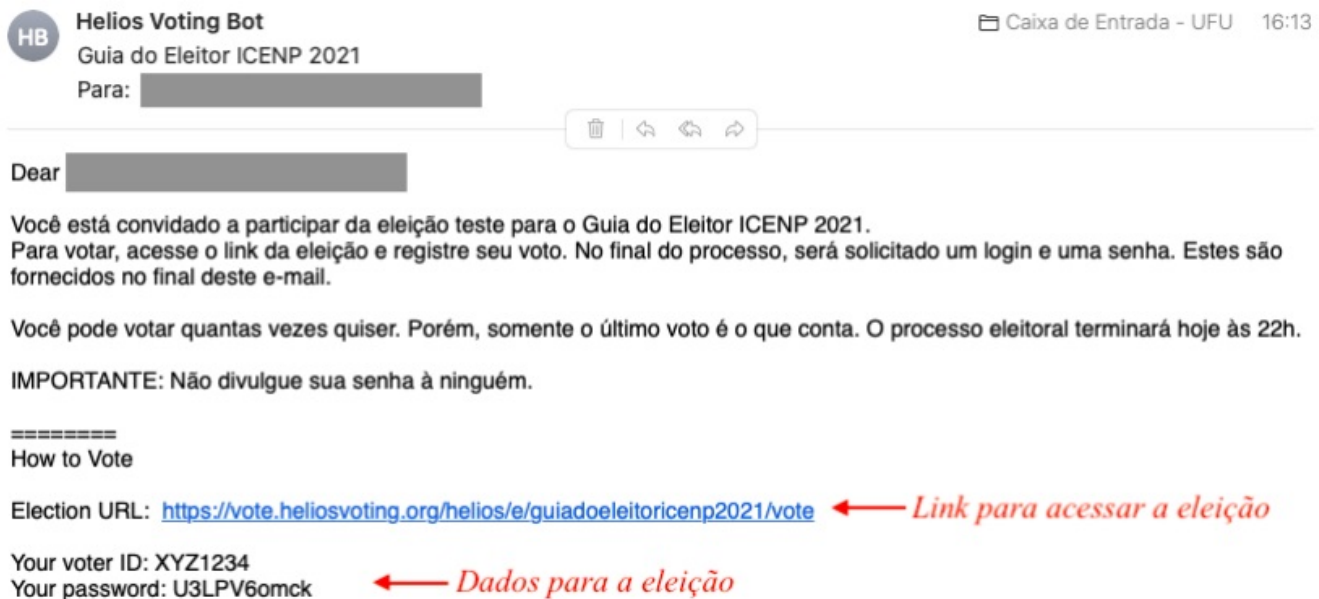 HB
Helios Voting Bot
Caixa de Entrada - UFU 16:13
Guia do Eleitor ICENP 2021
Para:
Dear
Você está convidado a participar da eleição teste para o Guia do Eleitor ICENP 2021.
Para votar, acesse o link da eleição e registre seu voto. No final do processo, será solicitado um login e uma senha. Estes são
fornecidos no final deste e-mail.
Você pode votar quantas vezes quiser. Porém, somente o último voto é o que conta. O processo eleitoral terminará hoje às 22h.
IMPORTANTE: Não divulgue sua senha à ninguém.
========
How to Vote
Election URL: https://vote.heliosvoting.org/helios/e/guiadoeleitoricenp2021/vote Link para acessar a eleição
Your voter ID: XYZ1234
Your password: U3LPV6omck Dados para a eleição